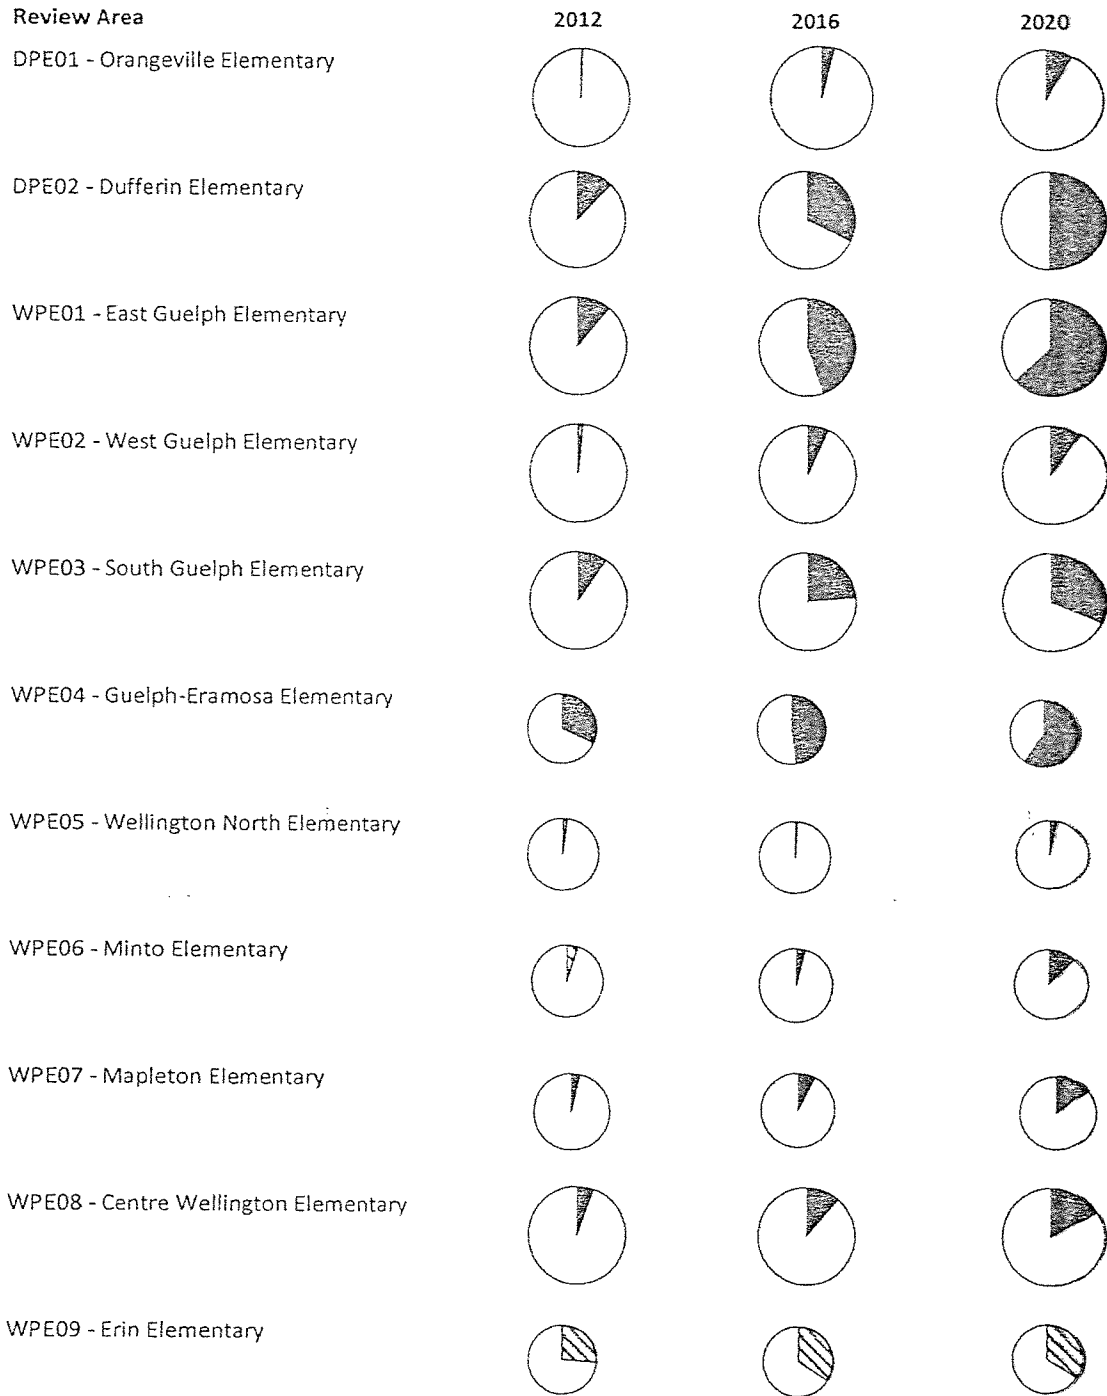 Review Area 2012 2016 2020
DPE01 - Orangeville Elementary
DPE02 - Dufferin Elementary
WPE01 - East Guelph Elementary
WPE02 - West Guelph Elementary
WPE03 - South Guelph Elementary
WPE04 - Guelph-Eramosa Elementary
WPE05 - Wellington North Elementary
WPE06 - Minto Elementary
WPE07 - Mapleton Elementary
WPE08 - Centre Wellington Elementary
WPE09 - Erin Elementary